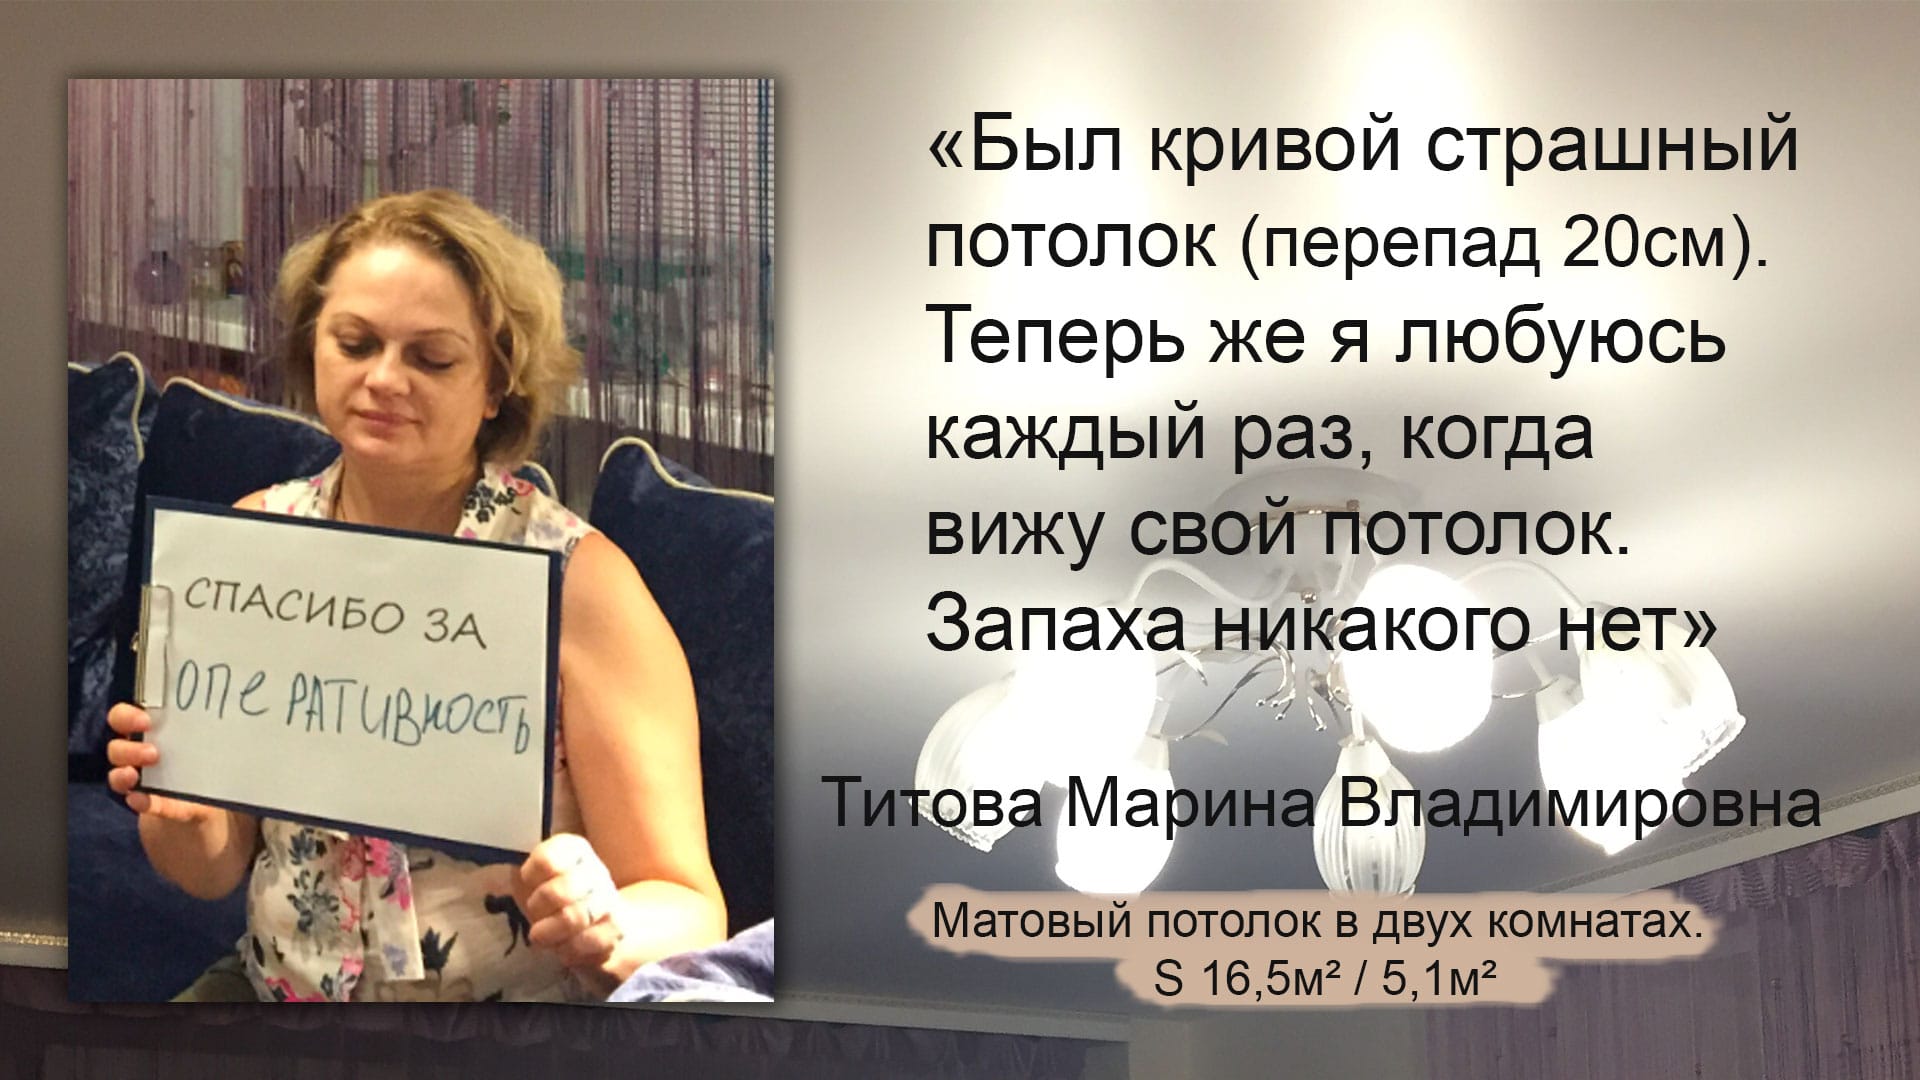 СПАСИБО ЗА
ОПеРАТИВНОСТЬ
«Был кривой страшный
потолок (перепад 20см).
Теперь же я любуюсь
каждый раз, когда
вижу свой потолок.
Запаха никакого нет»
Титова Марина Владимировна
Матовый потолок в двух комнатах.
S 16,5м² / 5,1м²